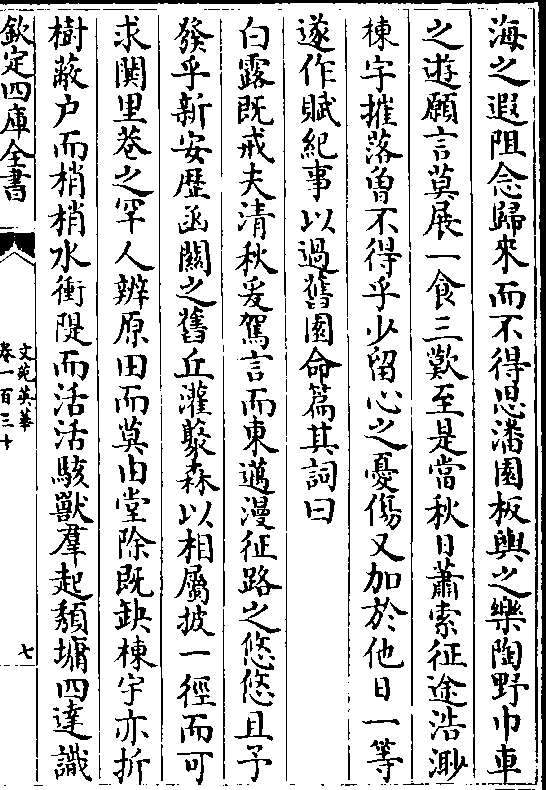 海之遐阻念歸來而不得思潘園板輿之樂陶野巾車
之遊願言莫展一食三歎至是當秋日蕭索征途浩渺
棟宇摧落曽不得乎少留心之憂傷又加於他日一等
遂作賦紀事以過舊園命篇其詞曰
白露既戒夫清秋爰駕言而東邁漫征路之悠悠且予
發乎新安歴函關之舊丘灌藂森以相屬披一徑而可
求闃里巷之罕人辨原田而莫由堂除既缺棟宇亦折
樹蔽户而梢梢水衝隄而活活駭獸羣起頽墉四達識
欽定四庫全書
文苑英華
卷一百三十
七